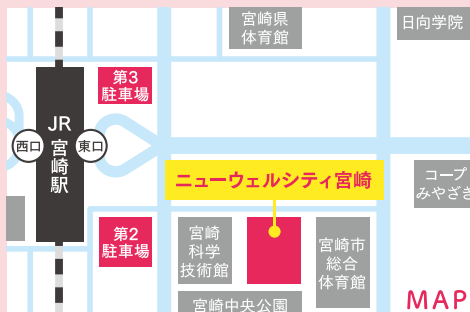 宮崎県
体育館
日向学院
第3
駐車場
JR
宮崎駅
西口
東口
ニューウェルシティ宮崎
コープ
みやざき
第2
駐車場
宮崎
科学
技術館
宮崎市
総合
体育館
宮崎中央公園
MAP